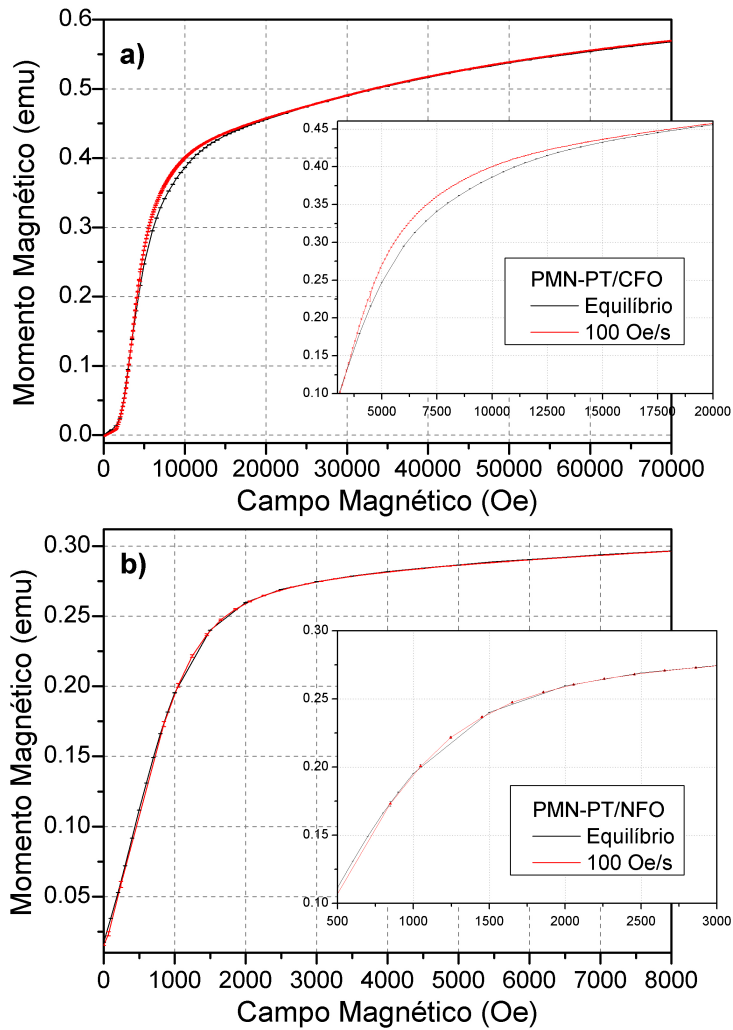 a)
0.6
0.5
0.4
0.3
0.2
0.1
0.0
Momento Magnético (emu)
0.45
0.40
0.35
0.30
0.25
0.20
0.15
0.10
PMN-PT/CFO
Equilíbrio
100 Oe/s
5000 7500 10000 12500 15000 17500 20000
0 10000 20000 30000 40000 50000 60000 70000
Campo Magnético (Oe)
b)
0.30
0.25
0.20
0.15
0.10
0.05
Momento Magnético (emu)
0.30
0.25
0.20
0.15
0.10
PMN-PT/NFO
Equilíbrio
100 Oe/s
500 1000 1500 2000 2500 3000
0 1000 2000 3000 4000 5000 6000 7000 8000
Campo Magnético (Oe)